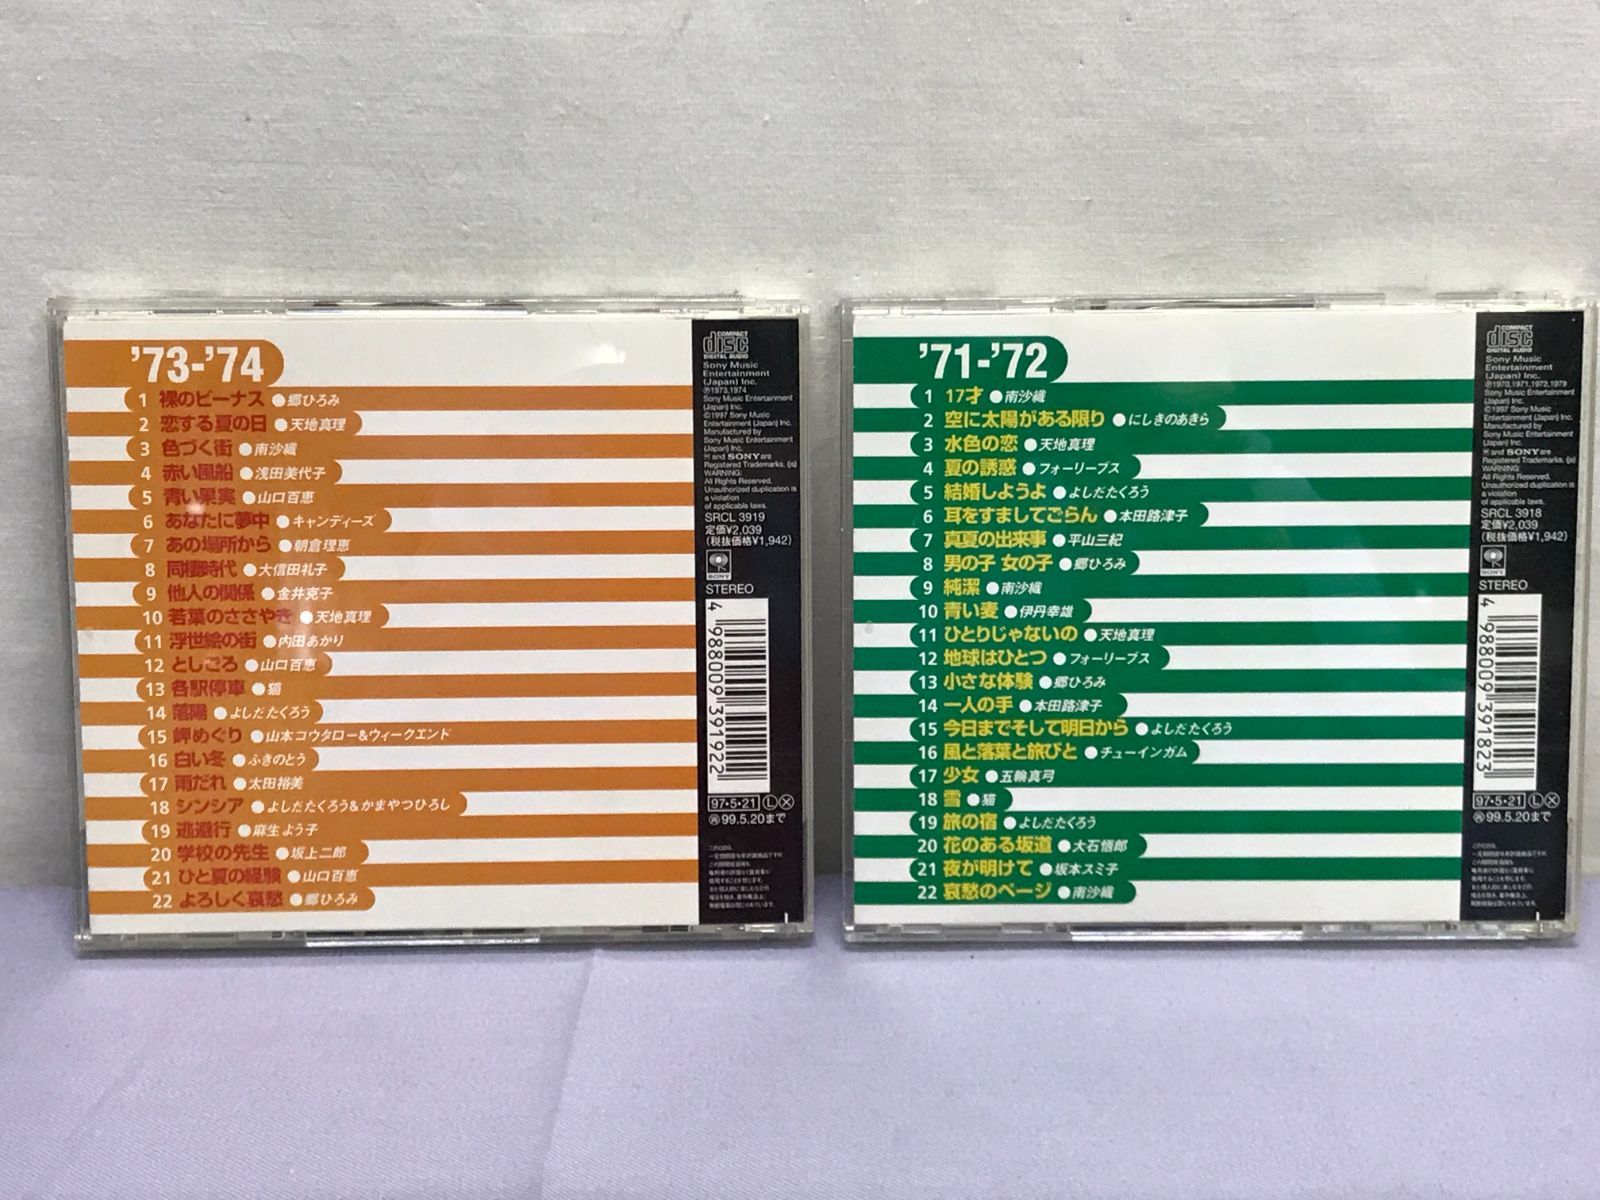 '73-'74
1 裸のビーナス ●郷ひろみ
2 恋する夏の日 ●天地真理
3 色づく街 ●南沙織
4 赤い風船 ●浅田美代子
5 青い果実 ●山口百恵
6 あなたに夢中 ●キャンディーズ
7 あの場所から ●朝倉理恵
8 同棲時代 ●大信田礼子
9 他人の関係 ●金井克子
10 若葉のささやき ●天地真理
11 浮世絵の街 ●内田あかり
12 としごろ ●山口百恵
13 各駅停車 ●猫
14 落陽 ●よしだたくろう
15 岬めぐり ●山本コウタロー&ウィークエンド
16 白い冬 ●ふきのとう
17 雨だれ ●太田裕美
18 シンシア ●よしだたくろう&かまやつひろし
19 逃避行 ●麻生よう子
20 学校の先生 ●坂上二郎
21 ひと夏の経験 ●山口百恵
22 よろしく哀愁 ●郷ひろみ
COMPACT
disc
DIGITAL AUDIO
Sony Music
Entertainment
(Japan) Inc.
Ⓟ1973,1974
Sony Music Entertainment
(Japan) Inc.
©1997 Sony Music
Entertainment (Japan) Inc.
Manufactured by
Sony Music Entertainment
(Japan) Inc.
and SONY are
Registered Trademarks.
WARNING:
All Rights Reserved.
Unauthorized duplication is
a violation
of applicable laws.
SRCL 3919
定価¥2,039
(税抜価格¥1,942)
SONY
STEREO
4 988009 391922
97・5・21 Ⓛ Ⓧ
99.5.20まで
'71-'72
1 17才 ●南沙織
2 空に太陽がある限り ●にしきのあきら
3 水色の恋 ●天地真理
4 夏の誘惑 ●フォーリーブス
5 結婚しようよ ●よしだたくろう
6 耳をすましてごらん ●本田路津子
7 真夏の出来事 ●平山三紀
8 男の子 女の子 ●郷ひろみ
9 純潔 ●南沙織
10 青い麦 ●伊丹幸雄
11 ひとりじゃないの ●天地真理
12 地球はひとつ ●フォーリーブス
13 小さな体験 ●郷ひろみ
14 一人の手 ●本田路津子
15 今日までそして明日から ●よしだたくろう
16 風と落葉と旅びと ●チューインガム
17 少女 ●五輪真弓
18 雪 ●猫
19 旅の宿 ●よしだたくろう
20 花のある坂道 ●大石悟郎
21 夜が明けて ●坂本スミ子
22 哀愁のページ ●南沙織
COMPACT
disc
DIGITAL AUDIO
Sony Music
Entertainment
(Japan) Inc.
Ⓟ1970,1971,1972,1979
Sony Music Entertainment
(Japan) Inc.
©1997 Sony Music
Entertainment (Japan) Inc.
Manufactured by
Sony Music Entertainment
(Japan) Inc.
and SONY are
Registered Trademarks.
WARNING:
All Rights Reserved.
Unauthorized duplication is
a violation
of applicable laws.
SRCL 3918
定価¥2,039
(税抜価格¥1,942)
SONY
STEREO
4 988009 391823
97・5・21 Ⓛ Ⓧ
99.5.20まで